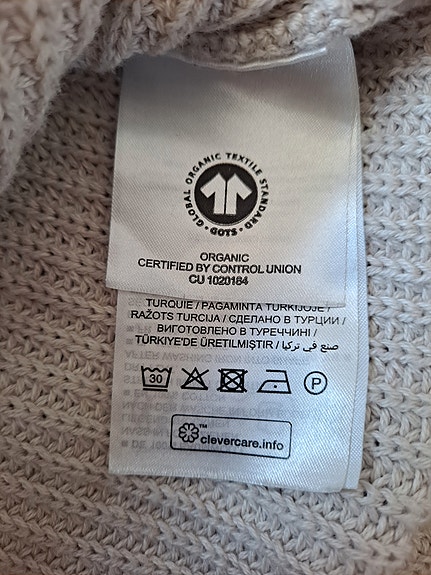 GLOBAL ORGANIC TEXTILE STANDARD · GOTS ·
ORGANIC
CERTIFIED BY CONTROL UNION
CU 1020184
TURQUIE / PAGAMINTA TURKIJOJE /
RAŽOTS TURCIJA / СДЕЛАНО В ТУРЦИИ /
ВИГОТОВЛЕНО В ТУРЕЧЧИНІ /
TÜRKİYE'DE ÜRETİLMİŞTİR / صنع في تركيا
30 P
clevercare.info™